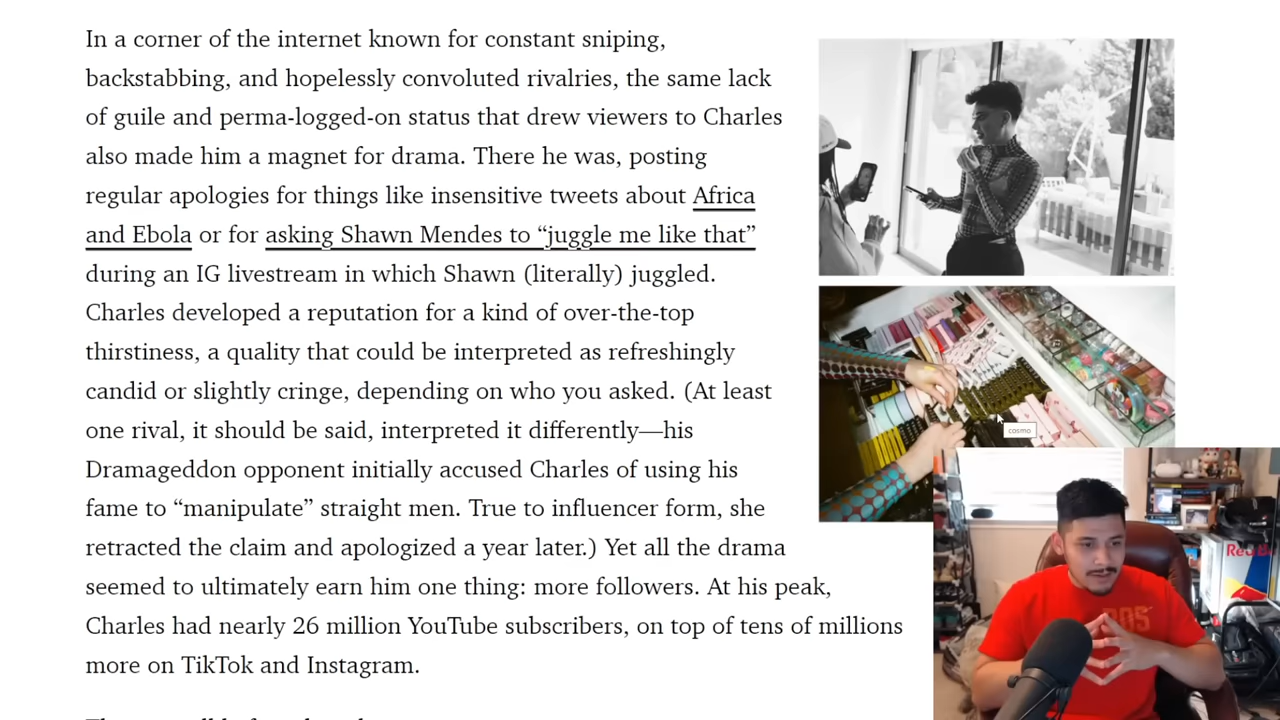 In a corner of the internet known for constant sniping,
backstabbing, and hopelessly convoluted rivalries, the same lack
of guile and perma-logged-on status that drew viewers to Charles
also made him a magnet for drama. There he was, posting
regular apologies for things like insensitive tweets about Africa
and Ebola or for asking Shawn Mendes to “juggle me like that”
during an IG livestream in which Shawn (literally) juggled.
Charles developed a reputation for a kind of over-the-top
thirstiness, a quality that could be interpreted as refreshingly
candid or slightly cringe, depending on who you asked. (At least
one rival, it should be said, interpreted it differently—his
Dramageddon opponent initially accused Charles of using his
fame to “manipulate” straight men. True to influencer form, she
retracted the claim and apologized a year later.) Yet all the drama
seemed to ultimately earn him one thing: more followers. At his peak,
Charles had nearly 26 million YouTube subscribers, on top of tens of millions
more on TikTok and Instagram.
cosmo